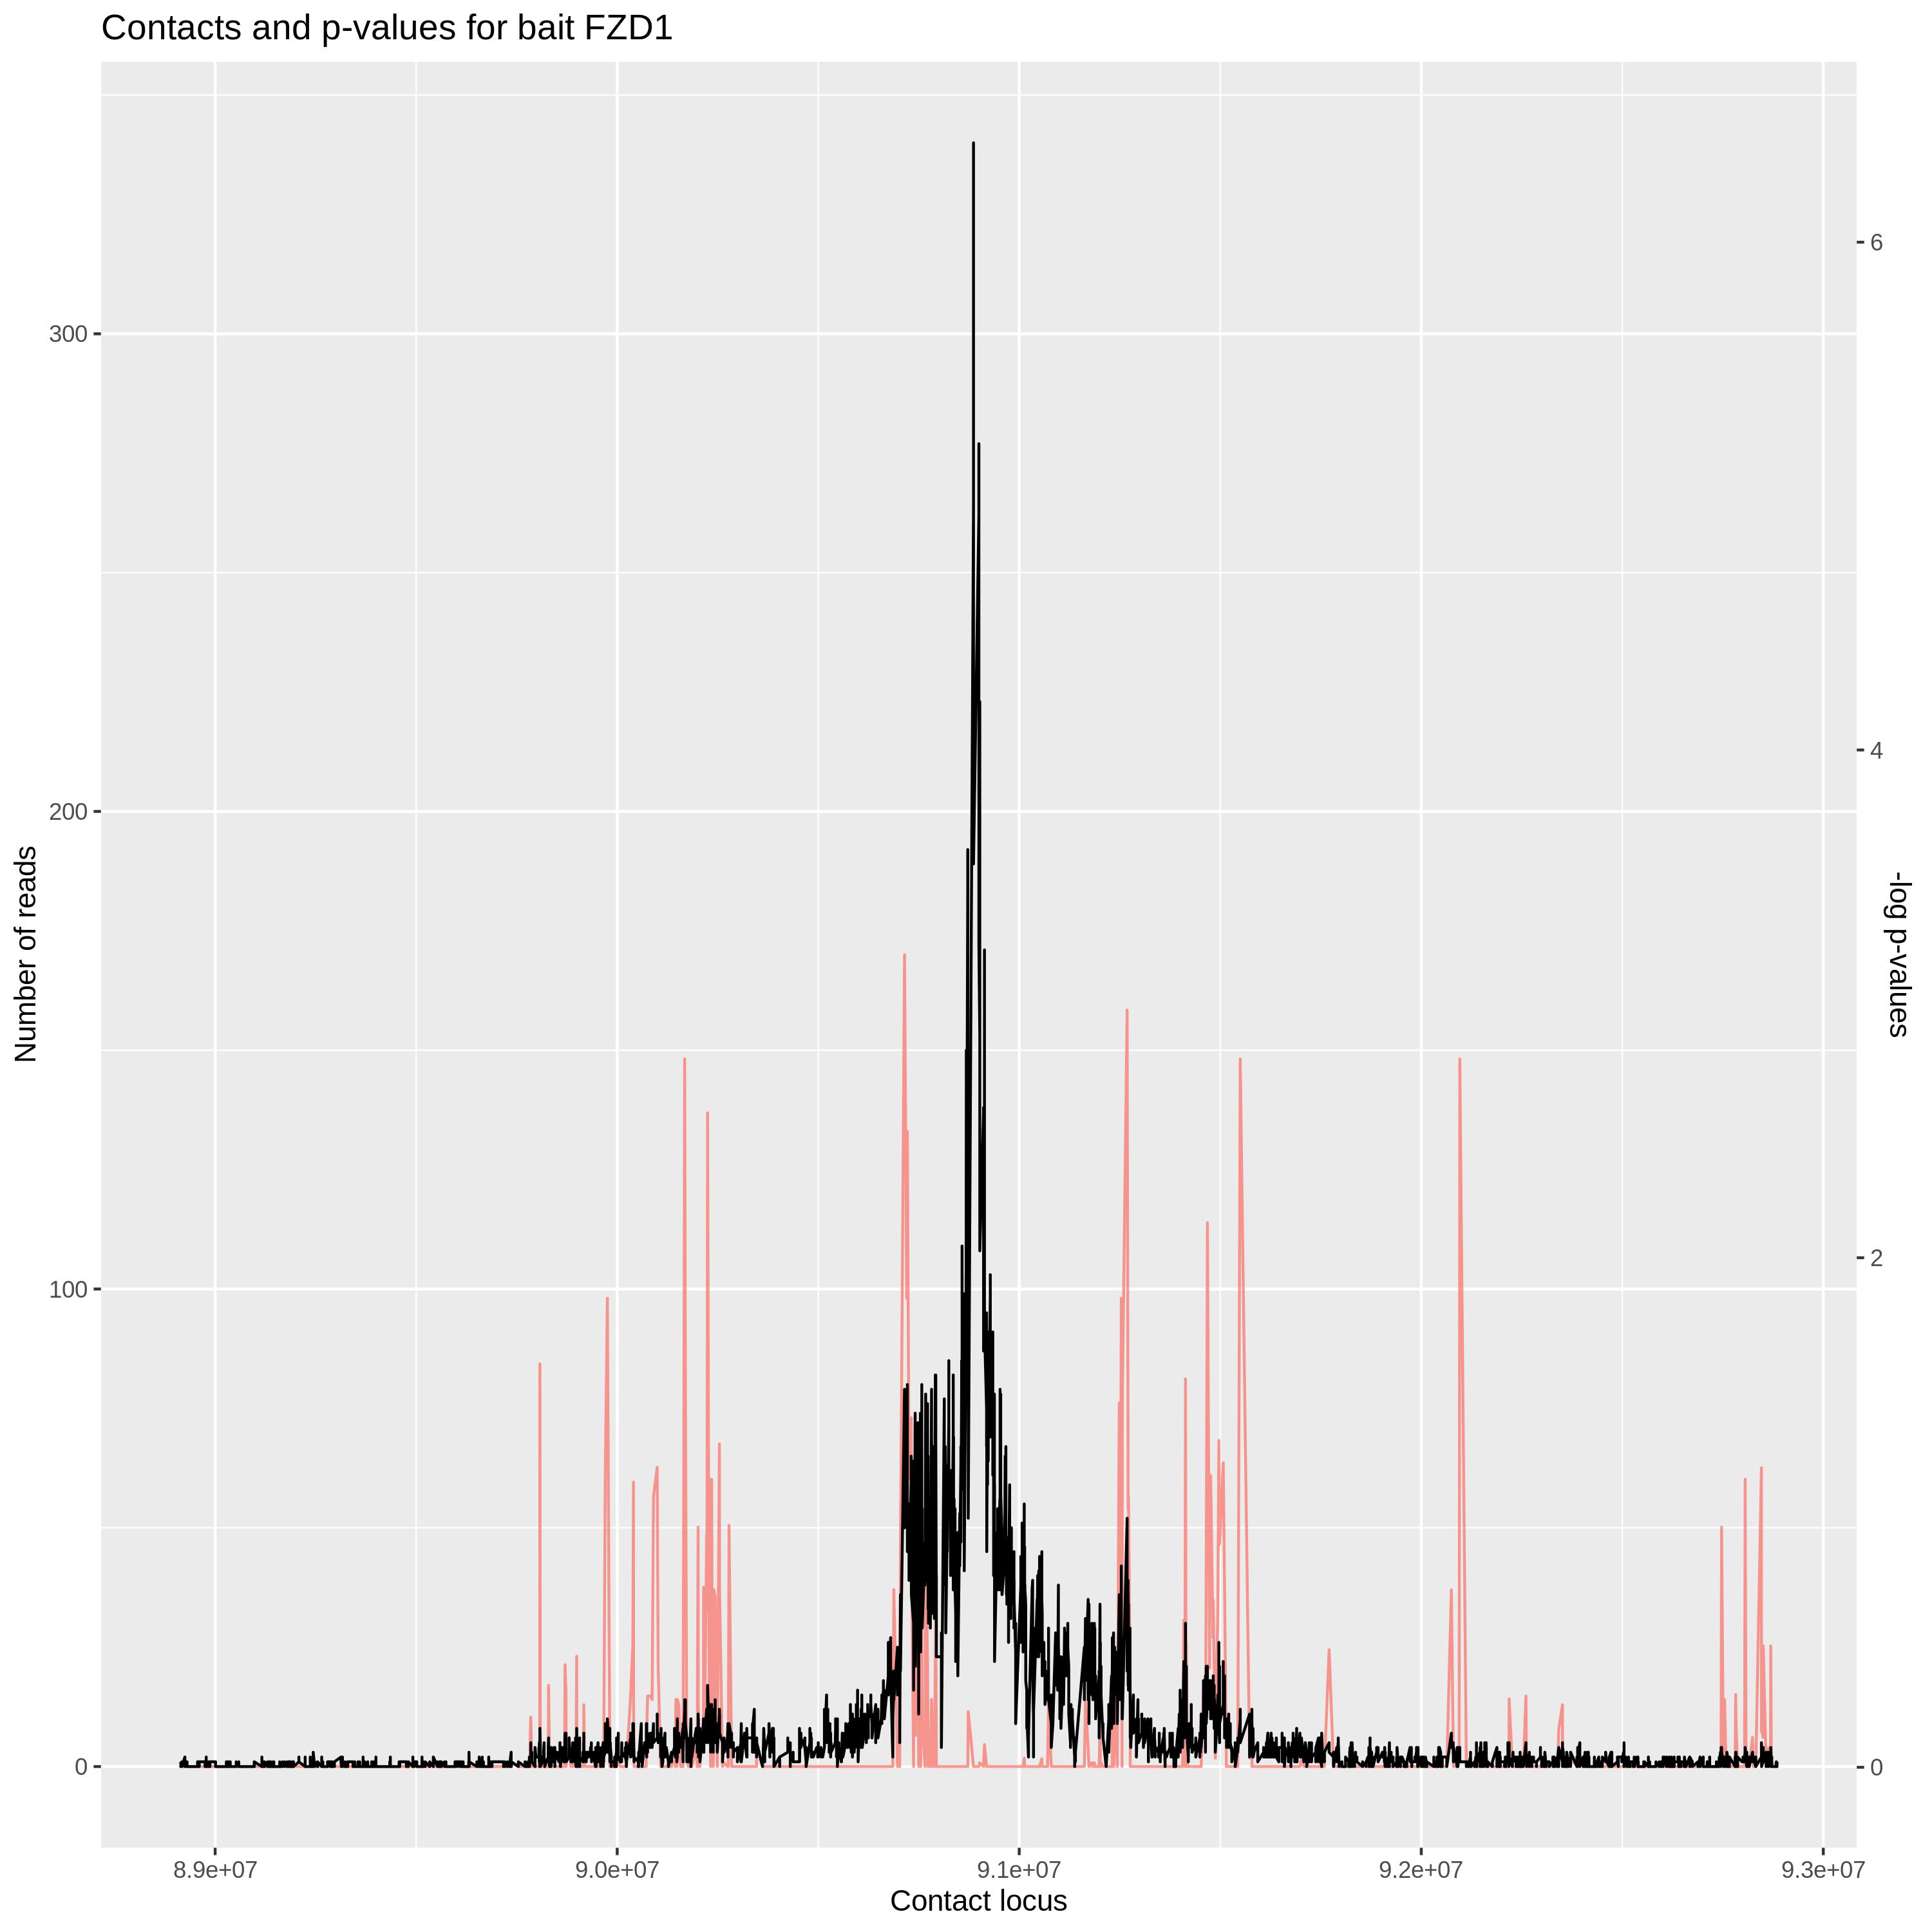 Contacts and p-values for bait FZD1
Number of reads
300
200
100
0
6
4
2
0
-log p-values
8.9e+07 9.0e+07 9.1e+07 9.2e+07 9.3e+07
Contact locus